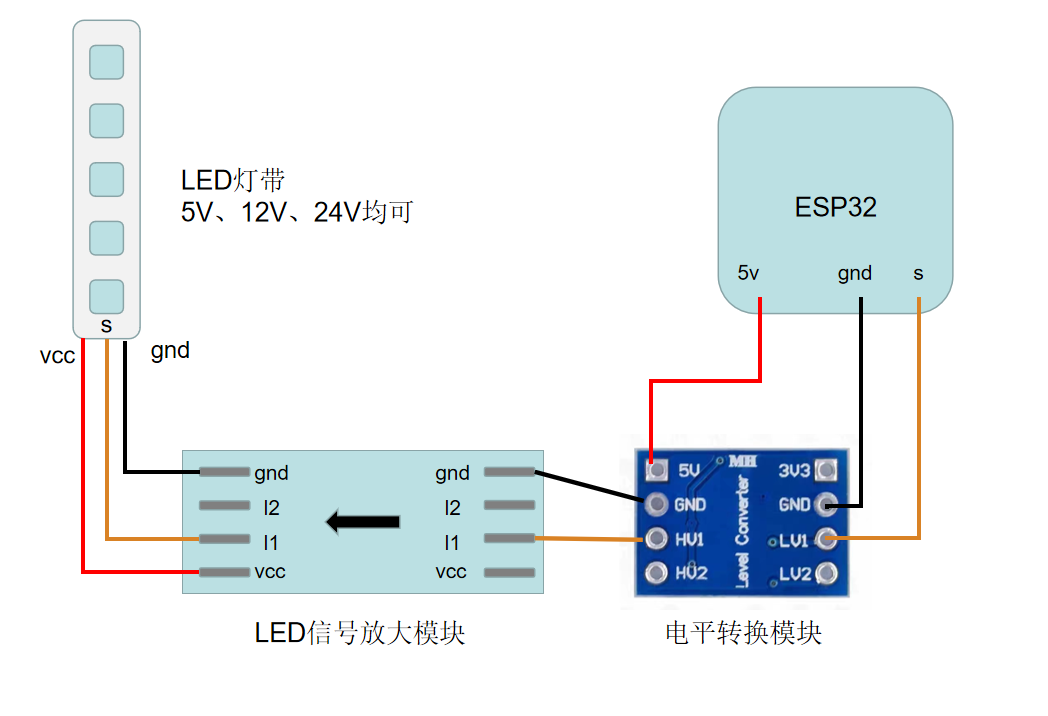 LED灯带
5V、12V、24V均可
ESP32
5v
gnd
s
s
vcc
gnd
gnd
I2
I1
vcc
gnd
I2
I1
vcc
LED信号放大模块
5V
GND
HV1
HV2
MH
Level Converter
3V3
GND
LV1
LV2
电平转换模块